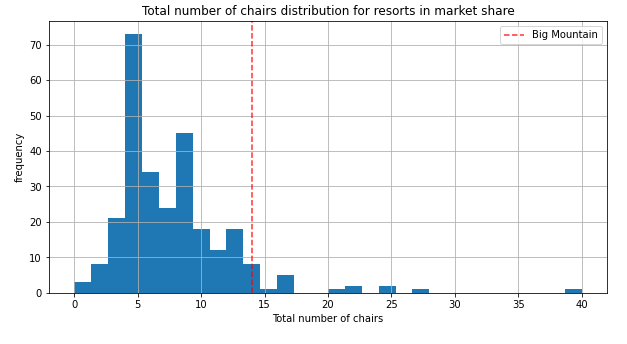 Total number of chairs distribution for resorts in market share
Big Mountain
70
60
50
40
30
20
10
0
frequency
0 5 10 15 20 25 30 35 40
Total number of chairs